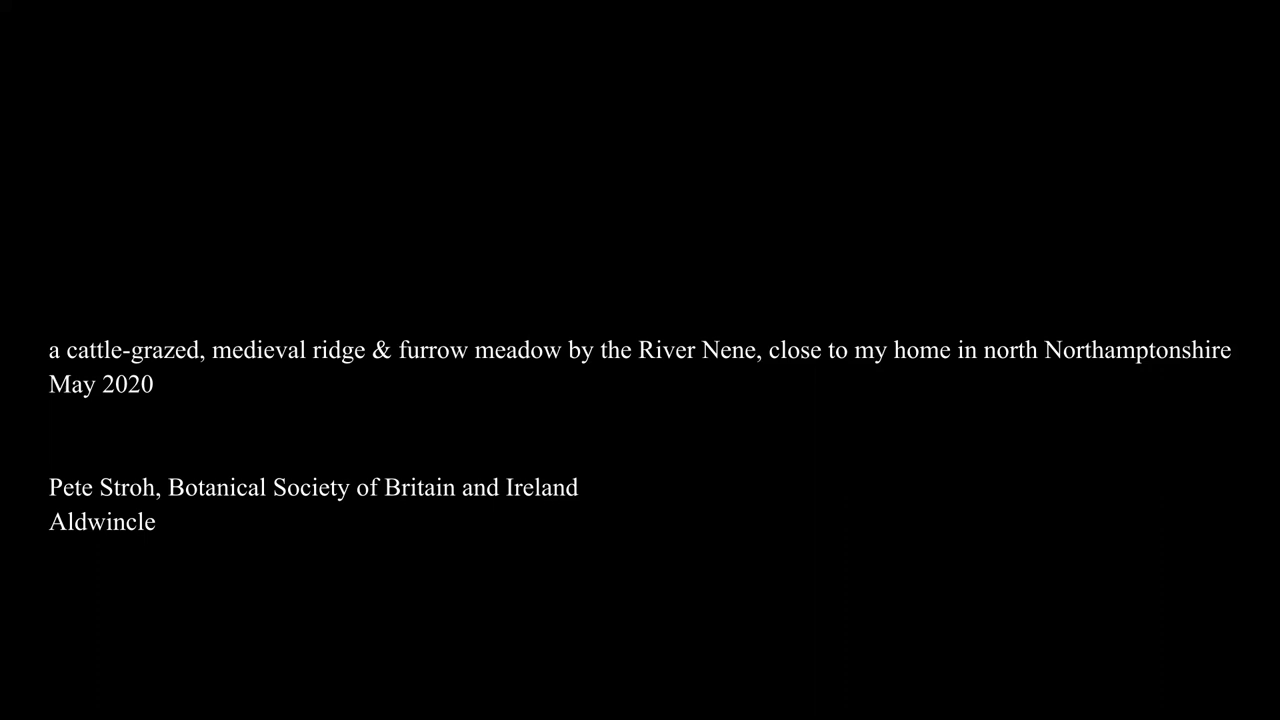 a cattle-grazed, medieval ridge & furrow meadow by the River Nene, close to my home in north Northamptonshire
May 2020
Pete Stroh, Botanical Society of Britain and Ireland
Aldwincle